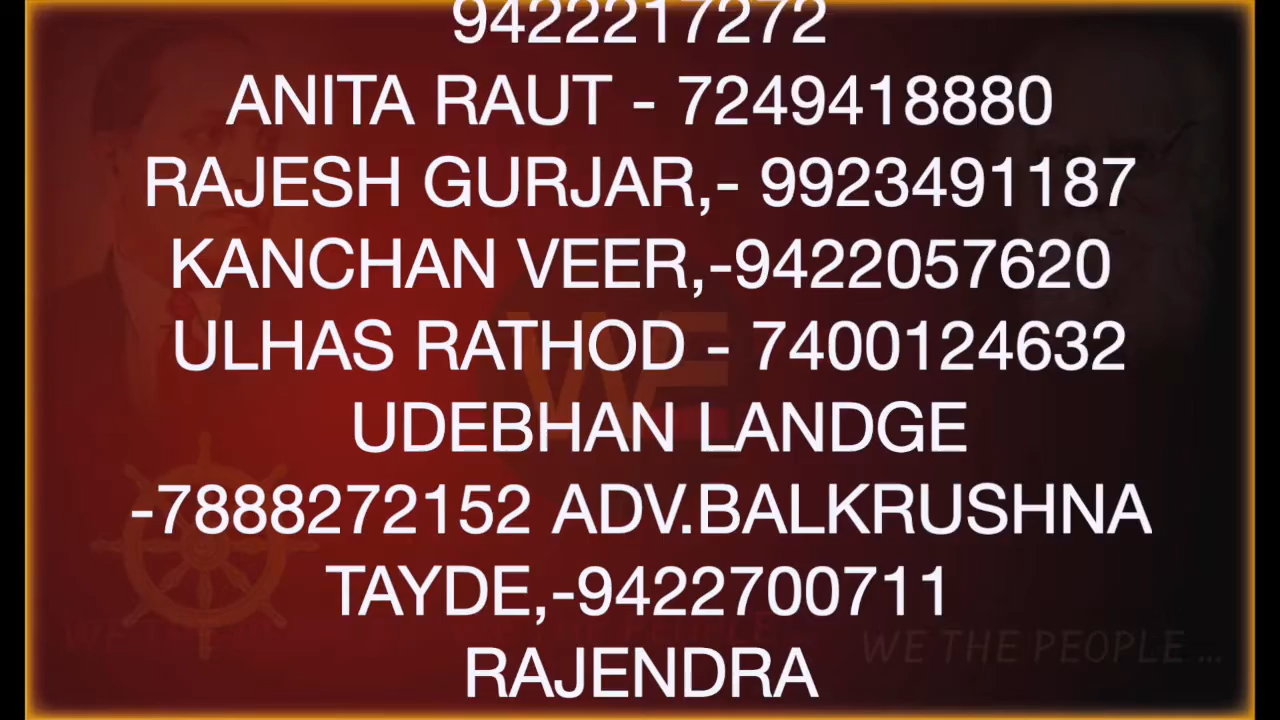 9422217272
ANITA RAUT - 7249418880
RAJESH GURJAR,- 9923491187
KANCHAN VEER,-9422057620
ULHAS RATHOD - 7400124632
UDEBHAN LANDGE
-7888272152 ADV.BALKRUSHNA
TAYDE,-9422700711
RAJENDRA
WE THE PEOPLE ...